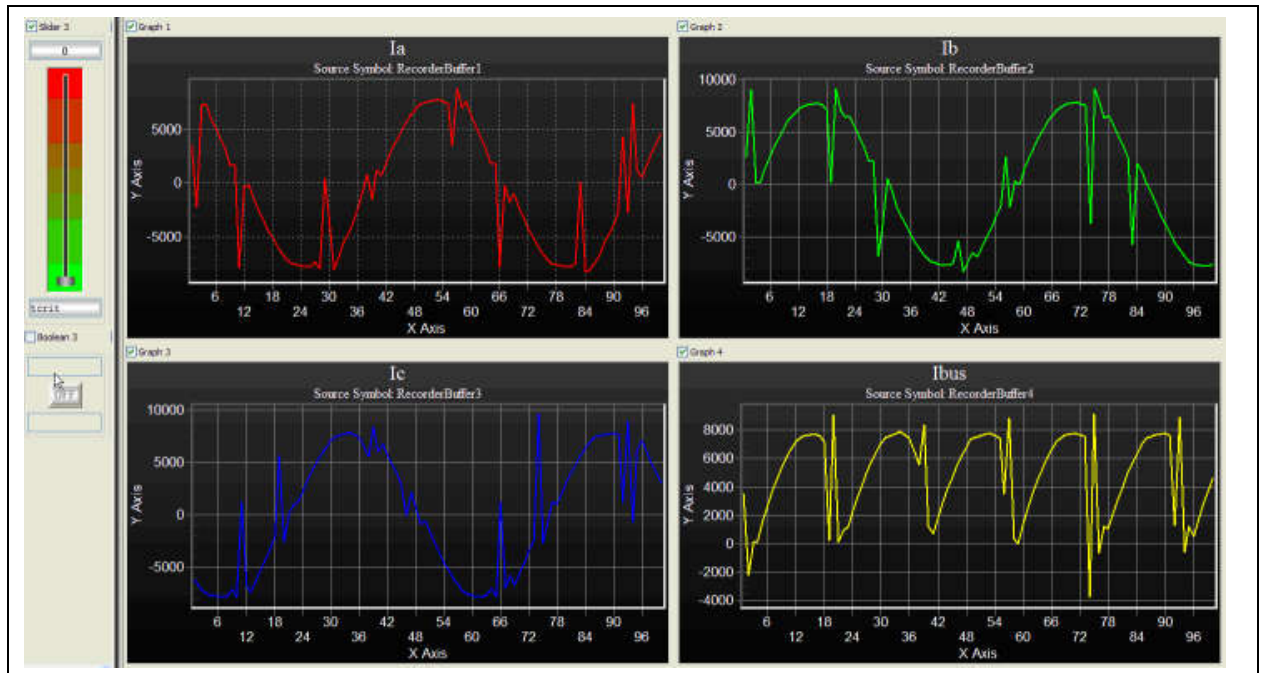 Slider 3
0
tcrit
Boolean 3
OFF
Graph 1
Ia
Source Symbol: RecorderBuffer1
5000
0
-5000
Y Axis
6 18 30 42 54 66 78 90
12 24 36 48 60 72 84 96
X Axis
Graph 2
Ib
Source Symbol: RecorderBuffer2
10000
5000
0
-5000
Y Axis
6 18 30 42 54 66 78 90
12 24 36 48 60 72 84 96
X Axis
Graph 3
Ic
Source Symbol: RecorderBuffer3
10000
5000
0
-5000
Y Axis
6 18 30 42 54 66 78 90
12 24 36 48 60 72 84 96
X Axis
Graph 4
Ibus
Source Symbol: RecorderBuffer4
8000
6000
4000
2000
0
-2000
-4000
Y Axis
6 18 30 42 54 66 78 90
12 24 36 48 60 72 84 96
X Axis